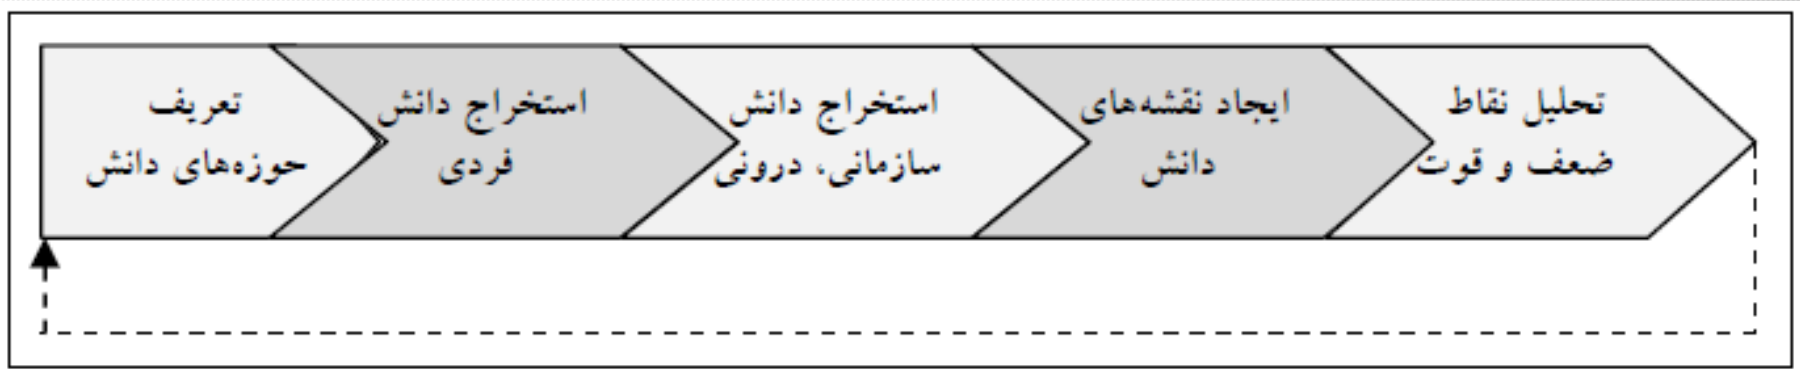 تعریف
حوزه‌های دانش
استخراج دانش
فردی
استخراج دانش
سازمانی، درونی
ایجاد نقشه‌های
دانش
تحلیل نقاط
ضعف و قوت